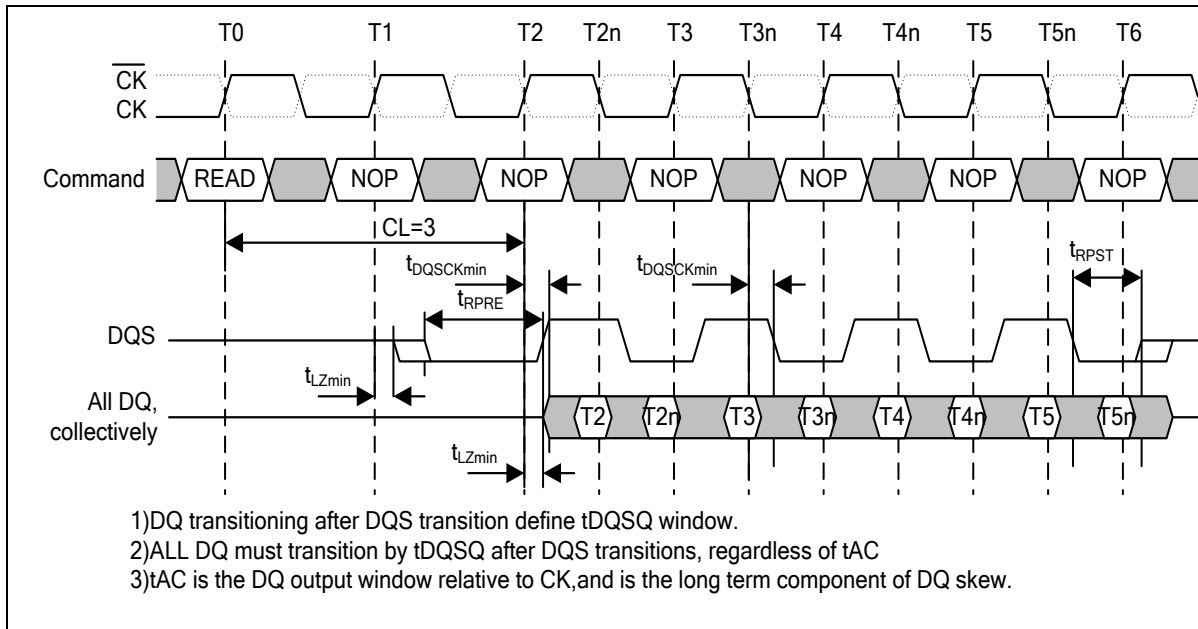 T0 T1 T2 T2n T3 T3n T4 T4n T5 T5n T6
CK
CK
Command READ NOP NOP NOP NOP NOP NOP
CL=3
tDQSCKmin tDQSCKmin tRPST
tRPRE
DQS
tLZmin
All DQ,
collectively
T2 T2n T3 T3n T4 T4n T5 T5n
tLZmin
1)DQ transitioning after DQS transition define tDQSQ window.
2)ALL DQ must transition by tDQSQ after DQS transitions, regardless of tAC
3)tAC is the DQ output window relative to CK,and is the long term component of DQ skew.